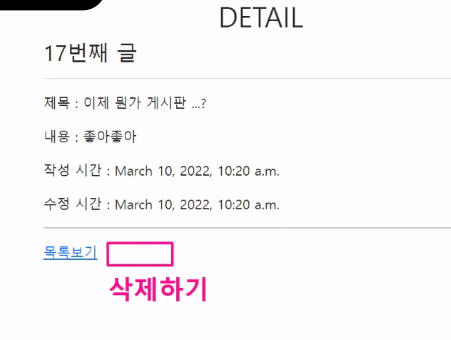 DETAIL
17번째 글
제목 : 이제 뭔가 게시판 ...?
내용 : 좋아좋아
작성 시간 : March 10, 2022, 10:20 a.m.
수정 시간 : March 10, 2022, 10:20 a.m.
목록보기
삭제하기